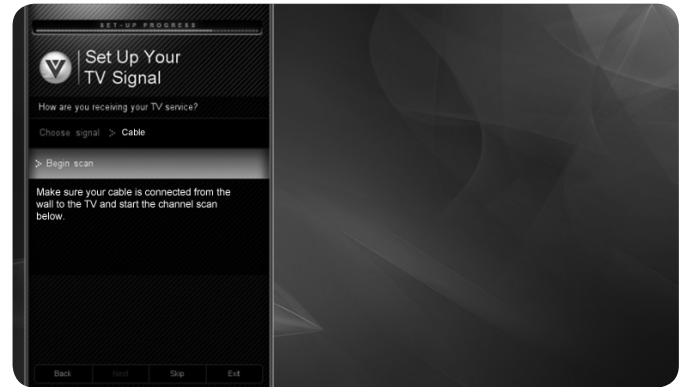 SET-UP PROGRESS
Set Up Your
TV Signal
How are you receiving your TV service?
Choose signal > Cable
> Begin scan
Make sure your cable is connected from the
wall to the TV and start the channel scan
below.
Back Next Skip Exit